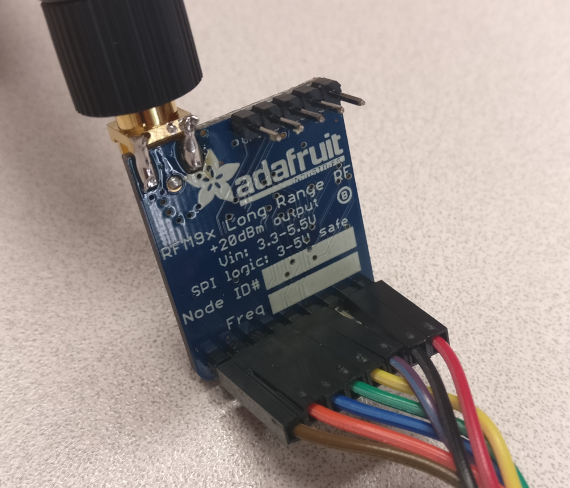 adafruit
RFM9x Long Range RF
+20dBm output
Vin: 3.3-5.5V
SPI logic: 3-5V safe
Node ID#
Freq
B